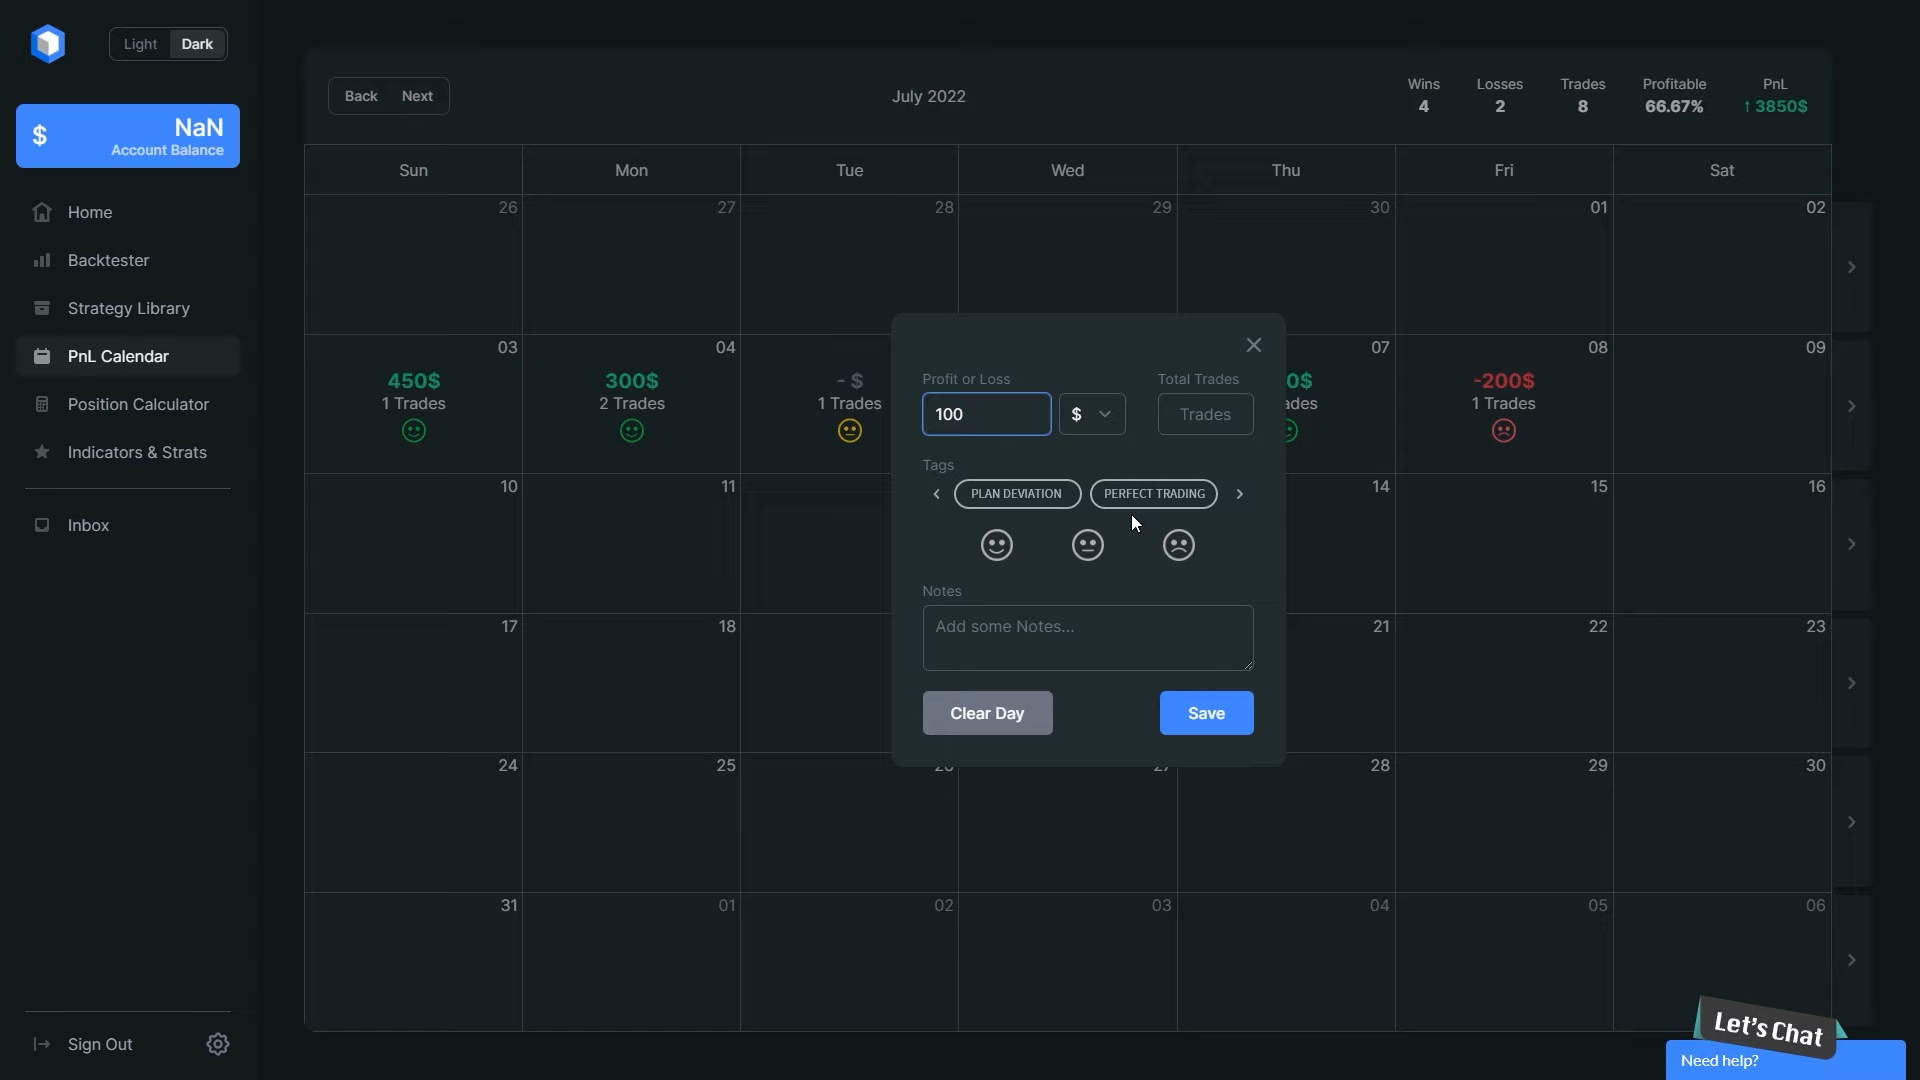 Light Dark
$ NaN
Account Balance
Home
Backtester
Strategy Library
PnL Calendar
Position Calculator
Indicators & Strats
Inbox
Sign Out
Back Next
July 2022
Wins Losses Trades Profitable PnL
4 2 8 66.67% ↑ 3850$
Sun Mon Tue Wed Thu Fri Sat
26 27 28 29 30 01 02
03 04 07 08 09
450$ 300$ - $ 0$ -200$
1 Trades 2 Trades 1 Trades ades 1 Trades
10 11 14 15 16
17 18 21 22 23
24 25 28 29 30
31 01 02 03 04 05 06
Profit or Loss Total Trades
100 $ Trades
Tags
PLAN DEVIATION PERFECT TRADING
Notes
Add some Notes...
Clear Day Save
Let's Chat
Need help?